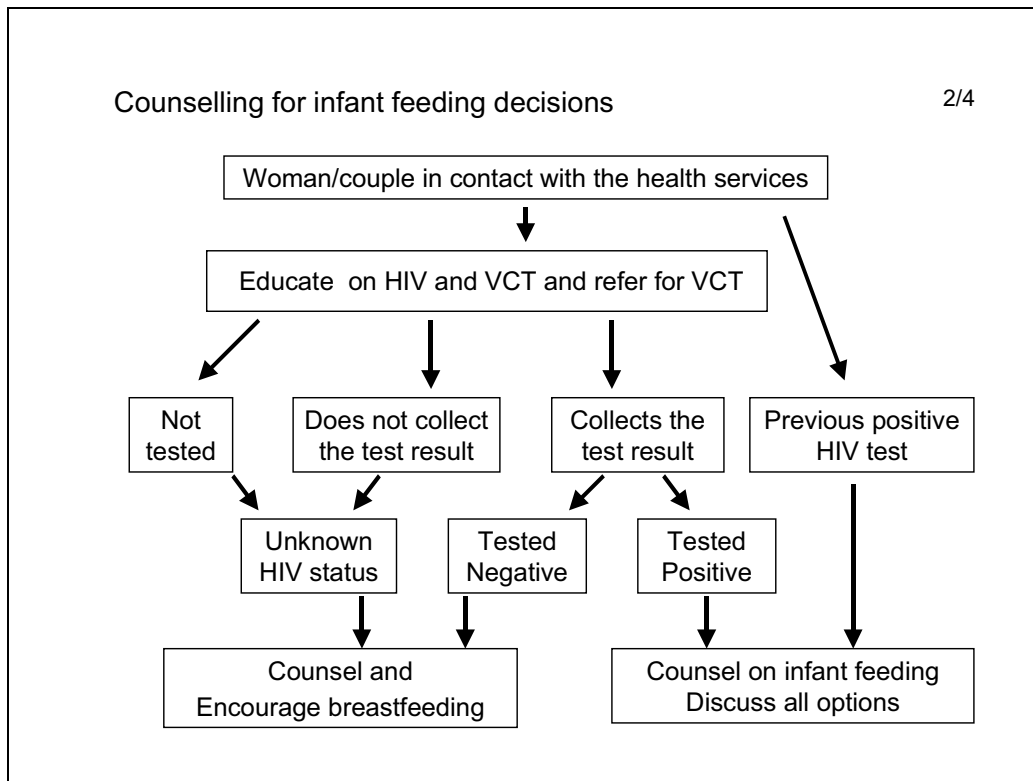 Counselling for infant feeding decisions
2/4
Woman/couple in contact with the health services
Educate on HIV and VCT and refer for VCT
Not
tested
Does not collect
the test result
Collects the
test result
Previous positive
HIV test
Unknown
HIV status
Tested
Negative
Tested
Positive
Counsel and
Encourage breastfeeding
Counsel on infant feeding
Discuss all options